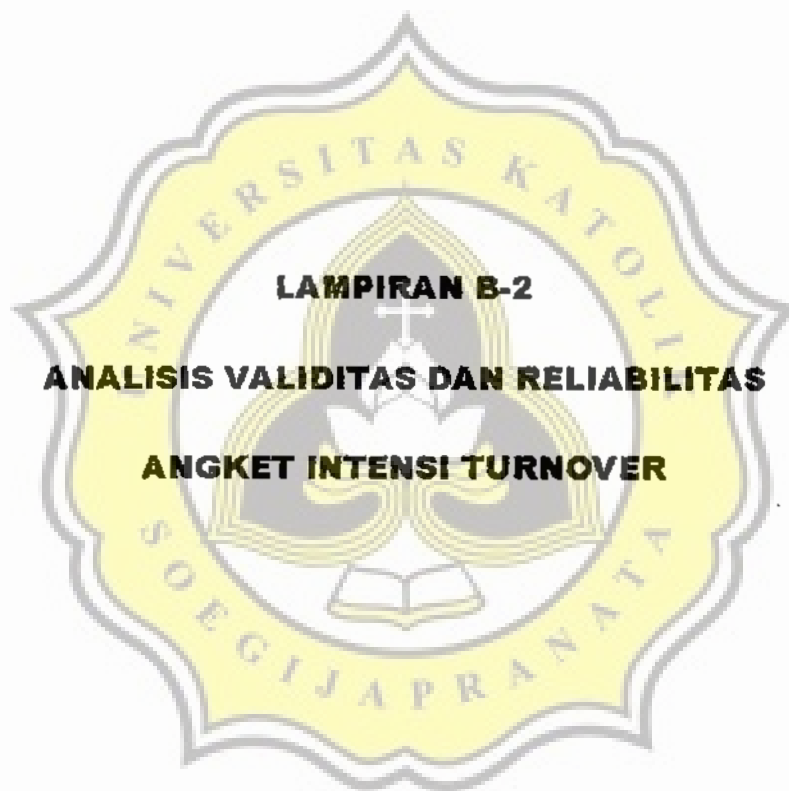 UNIVERSITAS KATOLIK
LAMPIRAN B-2
ANALISIS VALIDITAS DAN RELIABILITAS
ANGKET INTENSI TURNOVER
SOEGIJAPRANATA